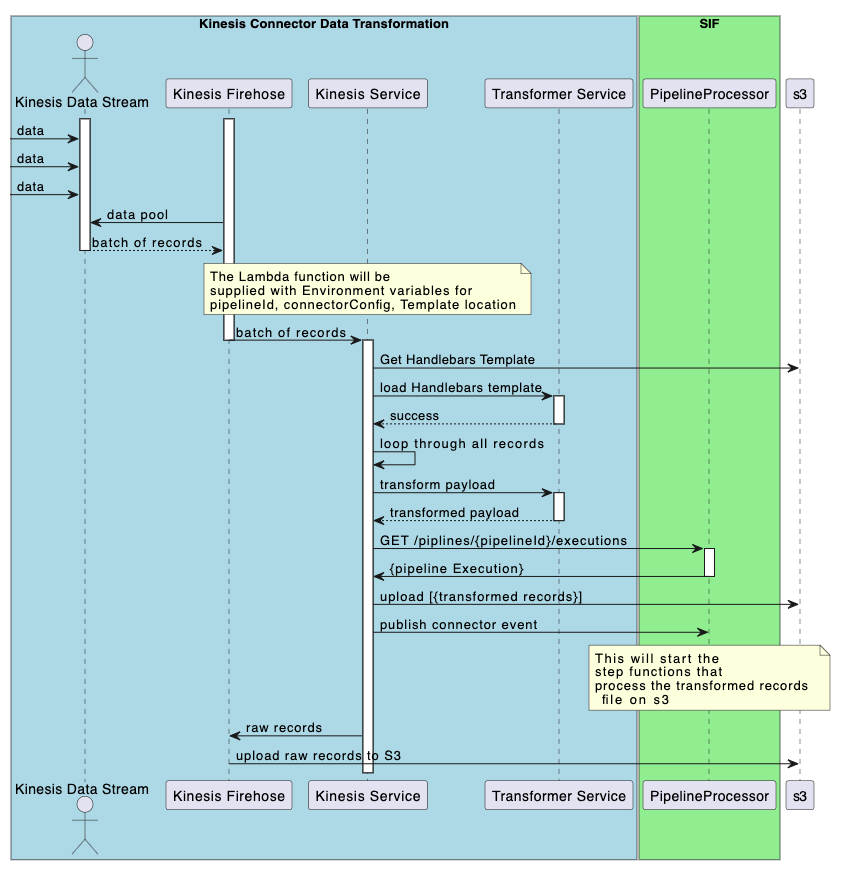 Kinesis Connector Data Transformation
SIF
Kinesis Data Stream
Kinesis Firehose
Kinesis Service
Transformer Service
PipelineProcessor
s3
data
data
data
data pool
batch of records
The Lambda function will be
supplied with Environment variables for
pipelineId, connectorConfig, Template location
batch of records
Get Handlebars Template
load Handlebars template
success
loop through all records
transform payload
transformed payload
GET /piplines/{pipelineId}/executions
{pipeline Execution}
upload [{transformed records}]
publish connector event
This will start the
step functions that
process the transformed records
file on s3
raw records
upload raw records to S3
Kinesis Data Stream
Kinesis Firehose
Kinesis Service
Transformer Service
PipelineProcessor
s3